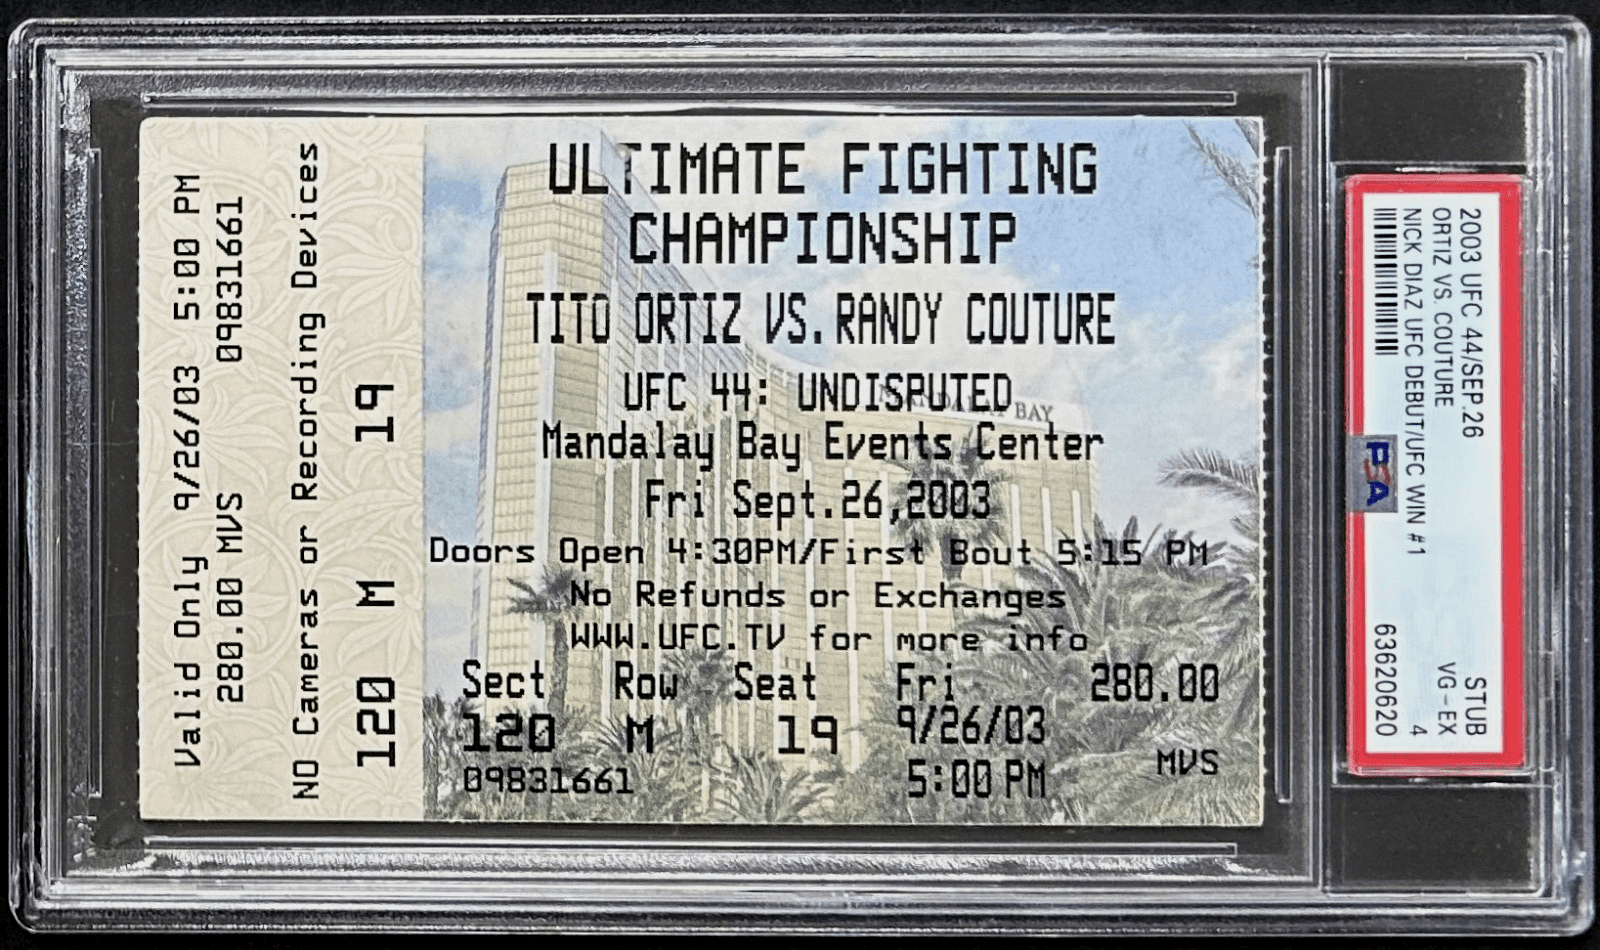 Valid Only 9/26/03 5:00 PM
280.00 MVS 09831661
NO Cameras or Recording Devices
120 M 19
ULTIMATE FIGHTING
CHAMPIONSHIP
TITO ORTIZ VS. RANDY COUTURE
UFC 44: UNDISPUTED
MANDALAY BAY
Mandalay Bay Events Center
Fri Sept.26,2003
Doors Open 4:30PM/First Bout 5:15 PM
No Refunds or Exchanges
WWW.UFC.TV for more info
Sect Row Seat Fri 280.00
120 M 19 9/26/03
09831661 5:00 PM MVS
2003 UFC 44/SEP.26 STUB
ORTIZ VS. COUTURE VG-EX
NICK DIAZ UFC DEBUT/UFC WIN #1 4
63620620
PSA